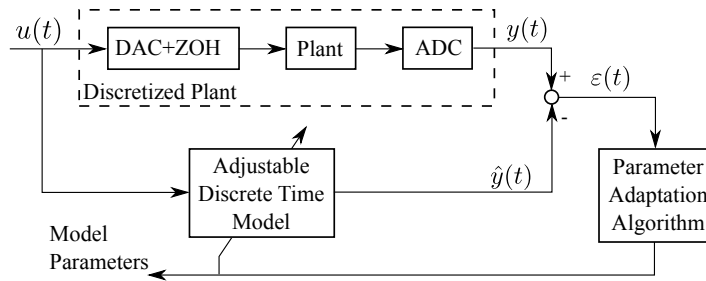 u(t)
DAC+ZOH
Plant
ADC
y(t)
Discretized Plant
+
ε(t)
-
Adjustable
Discrete Time
Model
ŷ(t)
Parameter
Adaptation
Algorithm
Model
Parameters